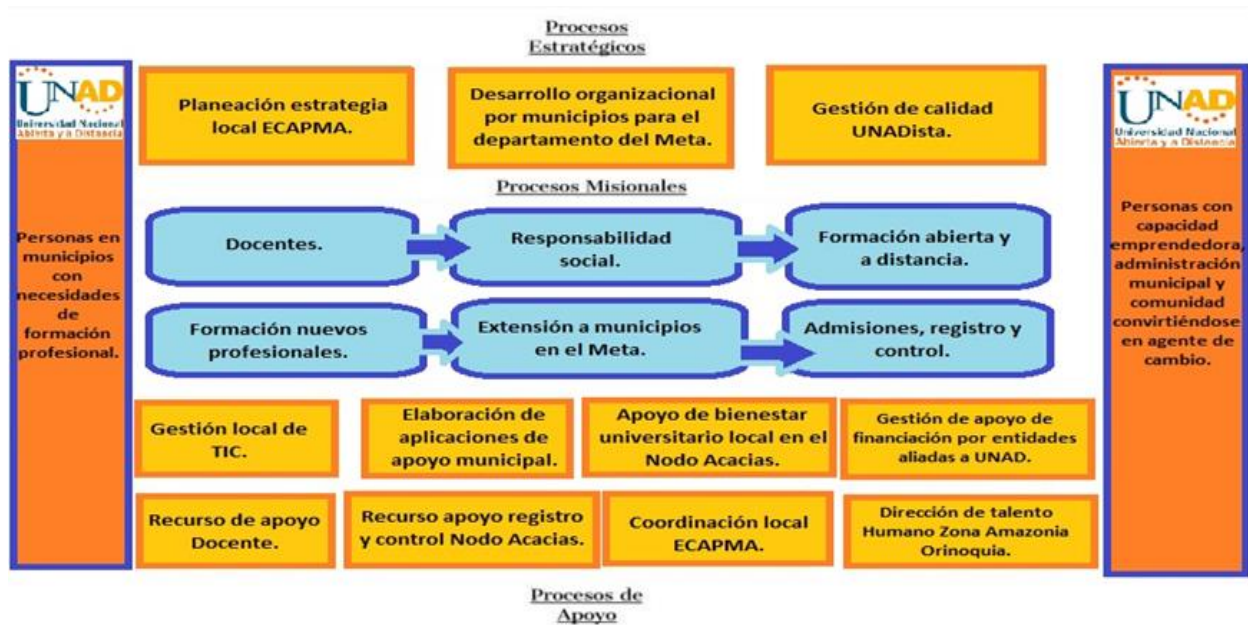 Procesos
Estratégicos
UNAD
Universidad Nacional
Abierta y a Distancia
Personas en
municipios
con
necesidades
de
formación
profesional.
Planeación estrategia
local ECAPMA.
Desarrollo organizacional
por municipios para el
departamento del Meta.
Gestión de calidad
UNADista.
Procesos Misionales
Docentes.
Responsabilidad
social.
Formación abierta y
a distancia.
Formación nuevos
profesionales.
Extensión a municipios
en el Meta.
Admisiones, registro y
control.
Gestión local de
TIC.
Elaboración de
aplicaciones de
apoyo municipal.
Apoyo de bienestar
universitario local en el
Nodo Acacias.
Gestión de apoyo de
financiación por entidades
aliadas a UNAD.
Recurso de apoyo
Docente.
Recurso apoyo registro
y control Nodo Acacias.
Coordinación local
ECAPMA.
Dirección de talento
Humano Zona Amazonia
Orinoquia.
Procesos de
Apoyo
UNAD
Universidad Nacional
Abierta y a Distancia
Personas con
capacidad
emprendedora,
administración
municipal y
comunidad
convirtiéndose
en agente de
cambio.